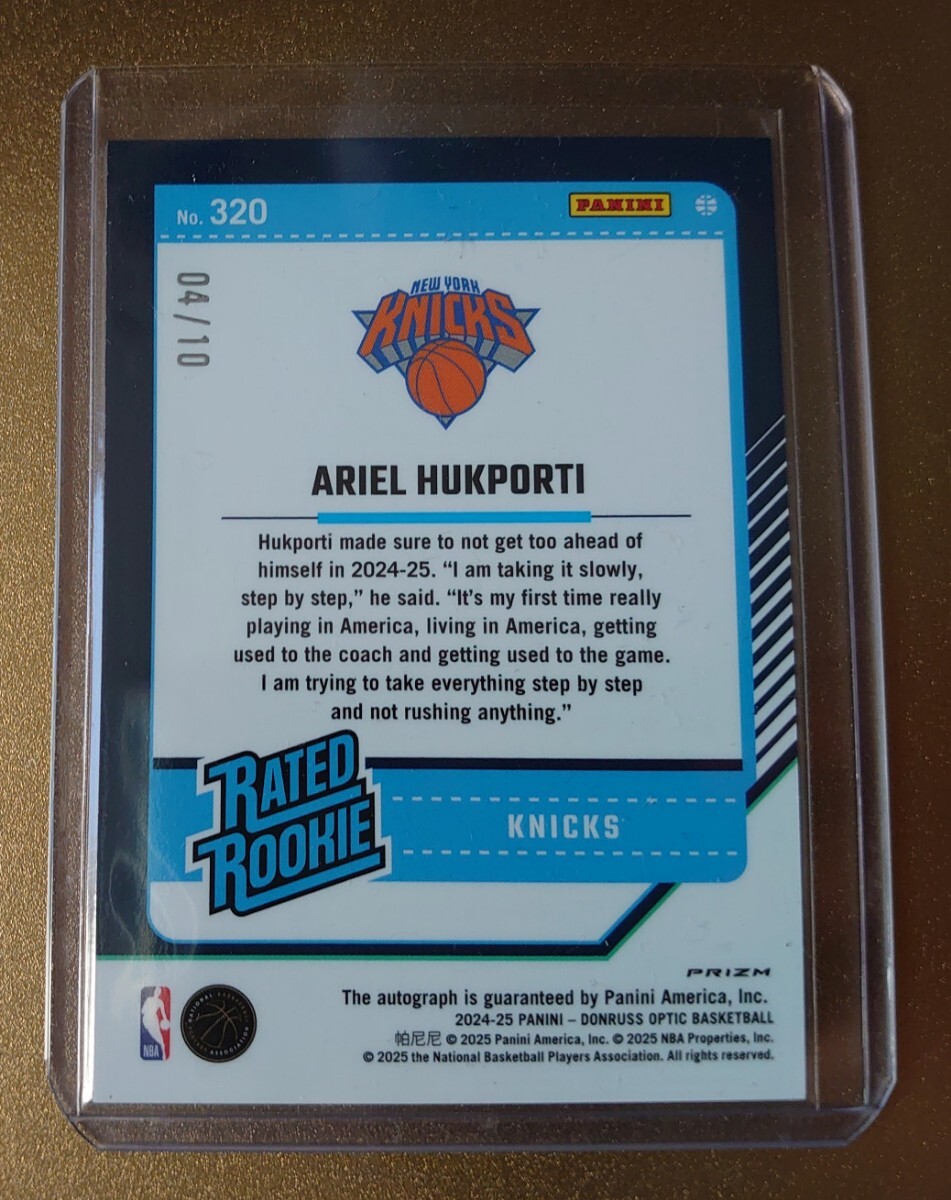 No. 320
PANINI
04/10
NEW YORK
KNICKS
ARIEL HUKPORTI
Hukporti made sure to not get too ahead of
himself in 2024-25. “I am taking it slowly,
step by step,” he said. “It’s my first time really
playing in America, living in America, getting
used to the coach and getting used to the game.
I am trying to take everything step by step
and not rushing anything.”
RATED
ROOKIE
KNICKS
PRIZM
The autograph is guaranteed by Panini America, Inc.
2024-25 PANINI – DONRUSS OPTIC BASKETBALL
帕尼尼 © 2025 Panini America, Inc. © 2025 NBA Properties, Inc.
© 2025 the National Basketball Players Association. All rights reserved.
NBA